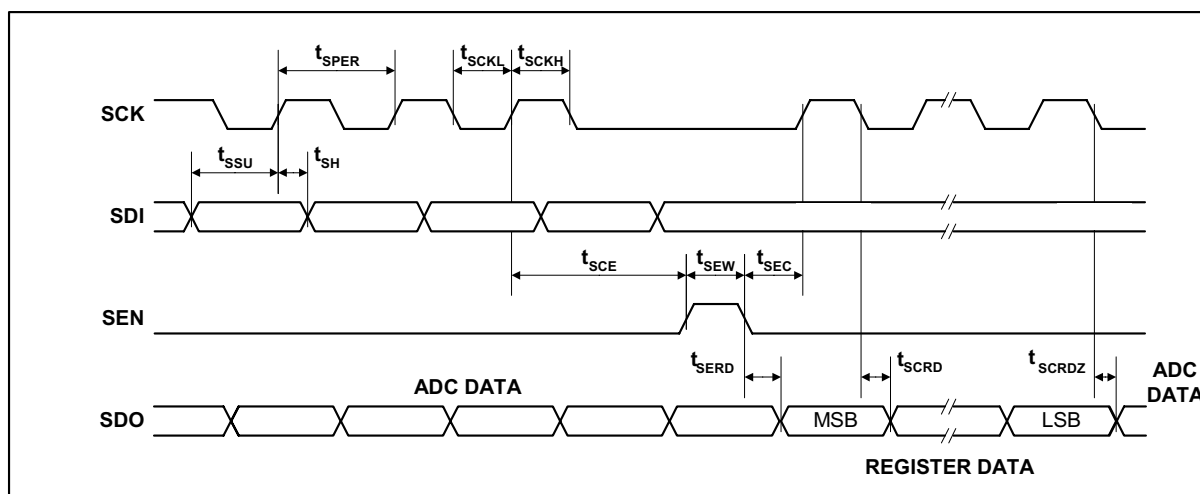 tSPER
tSCKL
tSCKH
SCK
tSSU
tSH
SDI
tSCE
tSEW
tSEC
SEN
tSERD
tSCRD
tSCRDZ
ADC DATA
ADC
DATA
SDO
MSB
LSB
REGISTER DATA